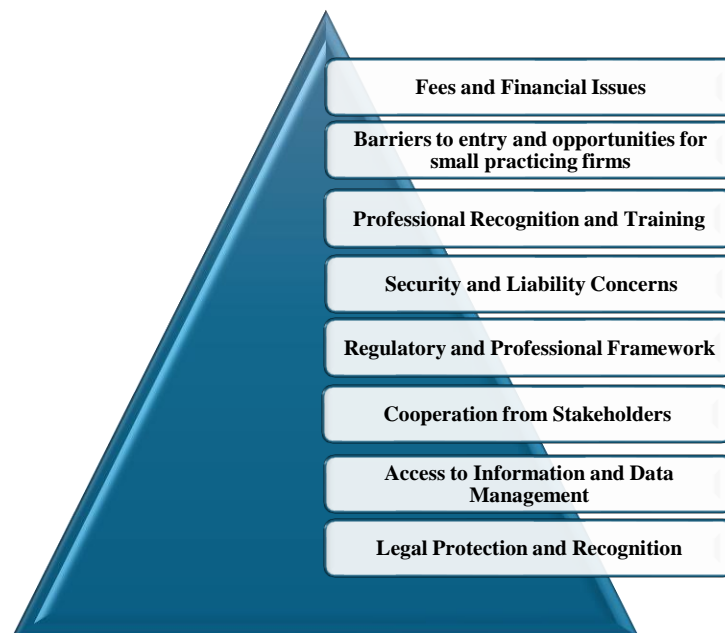 Fees and Financial Issues
Barriers to entry and opportunities for
small practicing firms
Professional Recognition and Training
Security and Liability Concerns
Regulatory and Professional Framework
Cooperation from Stakeholders
Access to Information and Data
Management
Legal Protection and Recognition